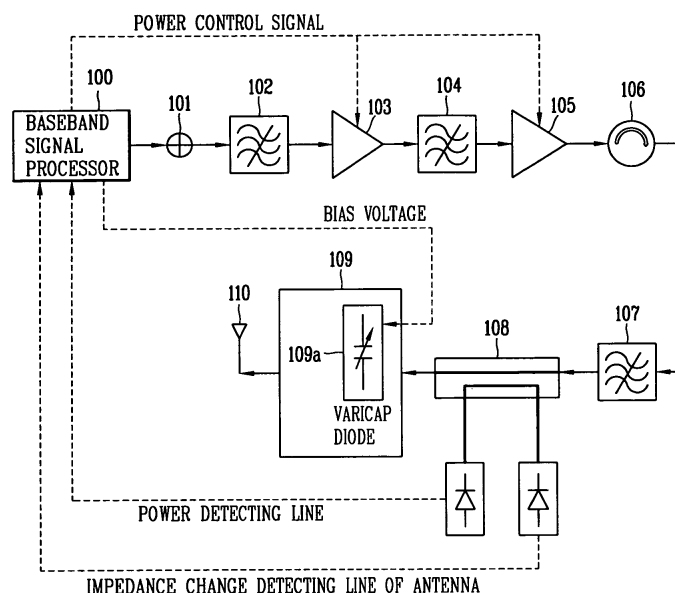 POWER CONTROL SIGNAL
100
101
102
103
104
105
106
BASEBAND
SIGNAL
PROCESSOR
BIAS VOLTAGE
109
110
109a
108
107
VARICAP
DIODE
POWER DETECTING LINE
IMPEDANCE CHANGE DETECTING LINE OF ANTENNA